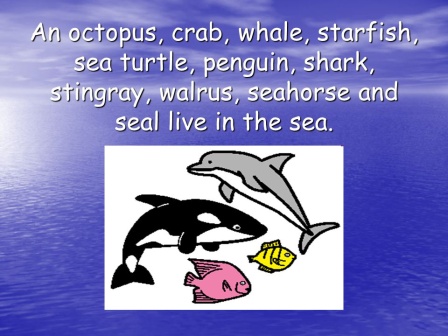 An octopus, crab, whale, starfish,
sea turtle, penguin, shark,
stingray, walrus, seahorse and
seal live in the sea.